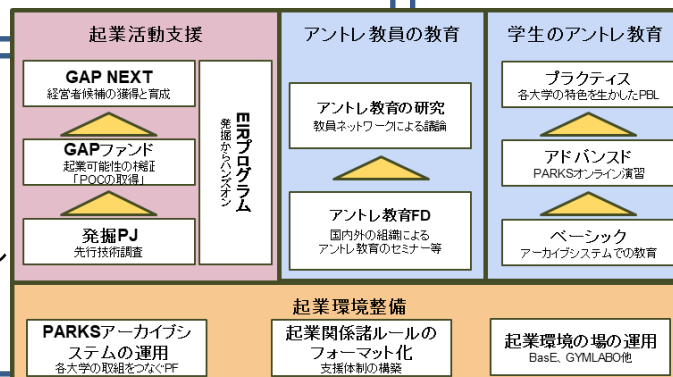 起業活動支援
GAP NEXT
経営者候補の獲得と育成
GAPファンド
起業可能性の検証
「POCの取得」
発掘PJ
先行技術調査
EIRプログラム
発掘からハンズオン
アントレ教員の教育
アントレ教育の研究
教員ネットワークによる議論
アントレ教育FD
国内外の組織による
アントレ教育のセミナー等
学生のアントレ教育
プラクティス
各大学の特色を生かしたPBL
アドバンスド
PARKSオンライン演習
ベーシック
アーカイブシステムでの教育
起業環境整備
PARKSアーカイブシ
ステムの運用
各大学の取組をつなぐPF
起業関係諸ルールの
フォーマット化
支援体制の構築
起業環境の場の運用
BasE、GYMLABO他